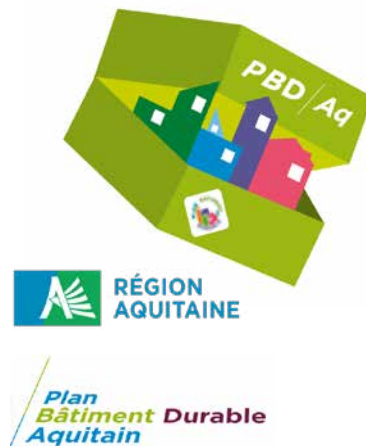 PBD/Aq
RÉGION
AQUITAINE
Plan
Bâtiment Durable
Aquitain